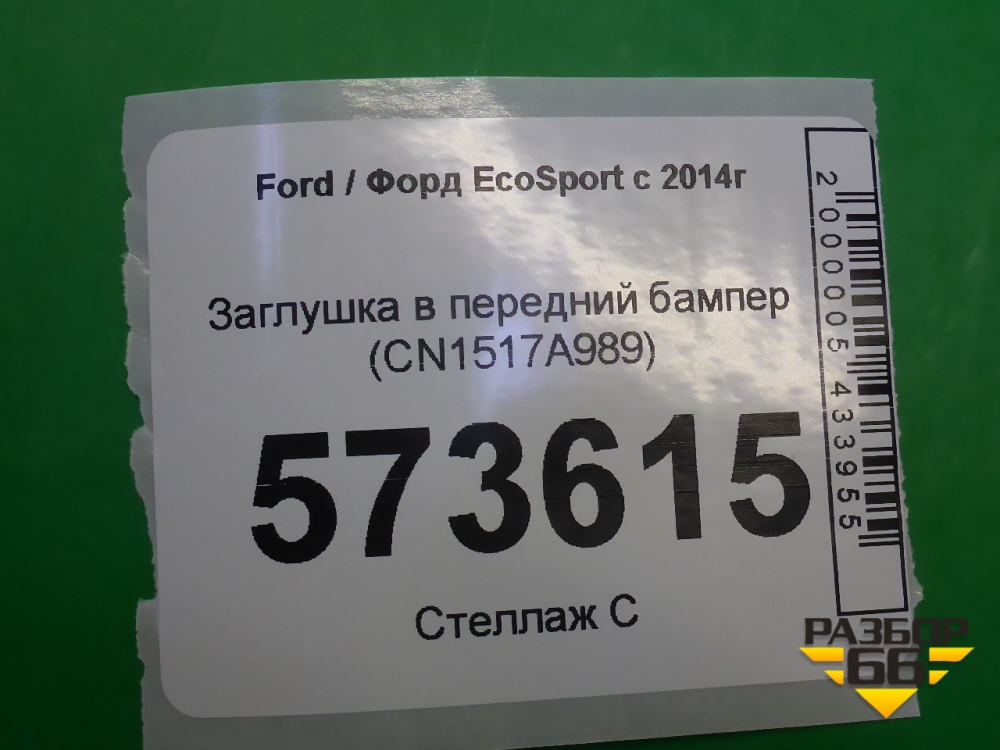 Ford / Форд EcoSport с 2014г
Заглушка в передний бампер
(CN1517A989)
573615
Стеллаж С
2000005433955
РАЗБОР
66